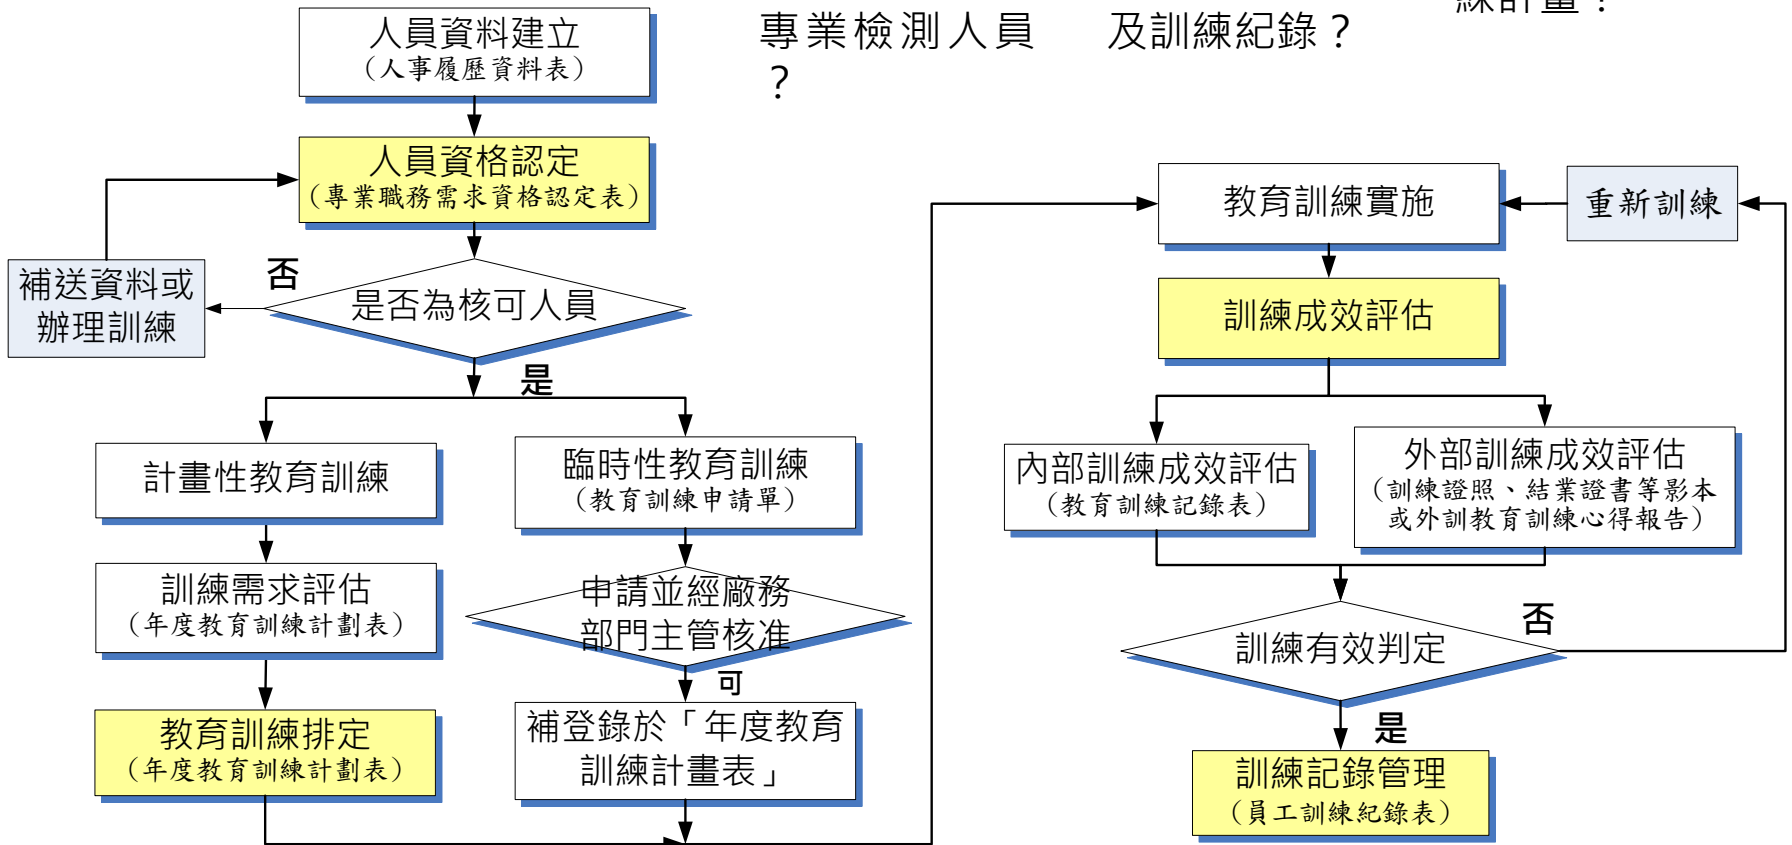 人員資料建立
（人事履歷資料表）
專業檢測人員
？
及訓練紀錄？
練計畫？
人員資格認定
（專業職務需求資格認定表）
否
是否為核可人員
補送資料或
辦理訓練
是
計畫性教育訓練
臨時性教育訓練
（教育訓練申請單）
訓練需求評估
（年度教育訓練計劃表）
申請並經廠務
部門主管核准
可
教育訓練排定
（年度教育訓練計劃表）
補登錄於「年度教育
訓練計畫表」
教育訓練實施
重新訓練
訓練成效評估
內部訓練成效評估
（教育訓練記錄表）
外部訓練成效評估
（訓練證照、結業證書等影本
或外訓教育訓練心得報告）
訓練有效判定
否
是
訓練記錄管理
（員工訓練紀錄表）